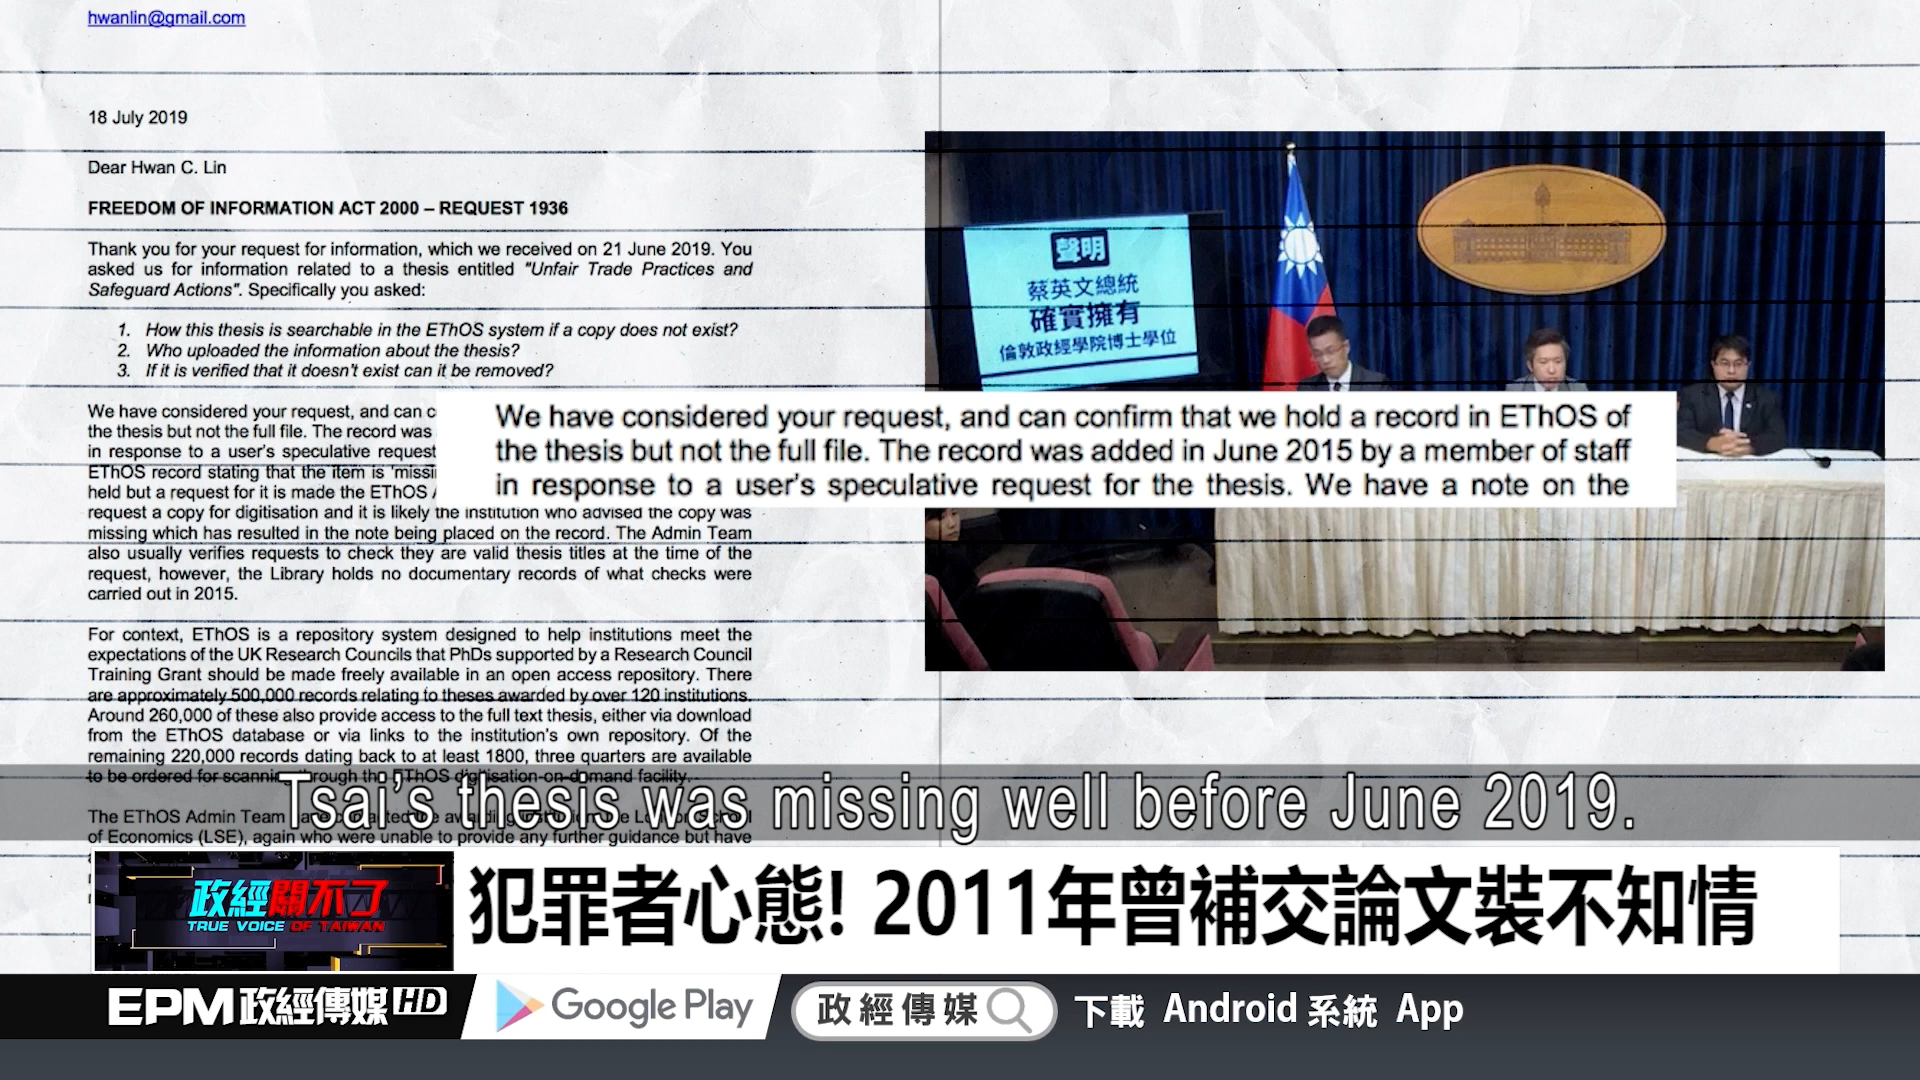 hwanlin@gmail.com
18 July 2019
Dear Hwan C. Lin
FREEDOM OF INFORMATION ACT 2000 – REQUEST 1936
Thank you for your request for information, which we received on 21 June 2019. You
asked us for information related to a thesis entitled "Unfair Trade Practices and
Safeguard Actions". Specifically you asked:
1. How this thesis is searchable in the EThOS system if a copy does not exist?
2. Who uploaded the information about the thesis?
3. If it is verified that it doesn't exist can it be removed?
We have considered your request, and can c
the thesis but not the full file. The record was
in response to a user's speculative request
EThOS record stating that the item is 'missi
held but a request for it is made the EThOS
request a copy for digitisation and it is likely the institution who advised the copy was
missing which has resulted in the note being placed on the record. The Admin Team
also usually verifies requests to check they are valid thesis titles at the time of the
request, however, the Library holds no documentary records of what checks were
carried out in 2015.
For context, EThOS is a repository system designed to help institutions meet the
expectations of the UK Research Councils that PhDs supported by a Research Council
Training Grant should be made freely available in an open access repository. There
are approximately 500,000 records relating to theses awarded by over 120 institutions.
Around 260,000 of these also provide access to the full text thesis, either via download
from the EThOS database or via links to the institution's own repository. Of the
remaining 220,000 records dating back to at least 1800, three quarters are available
to be ordered for scanning through the EThOS digitisation-on-demand facility.
The EThOS Admin Team
of Economics (LSE), again who were unable to provide any further guidance but have
聲明
蔡英文總統
確實擁有
倫敦政經學院博士學位
We have considered your request, and can confirm that we hold a record in EThOS of
the thesis but not the full file. The record was added in June 2015 by a member of staff
in response to a user's speculative request for the thesis. We have a note on the
Tsai's thesis was missing well before June 2019.
政經關不了
TRUE VOICE OF TAIWAN
犯罪者心態! 2011年曾補交論文裝不知情
EPM政經傳媒HD
Google Play
政經傳媒
下載 Android 系統 App